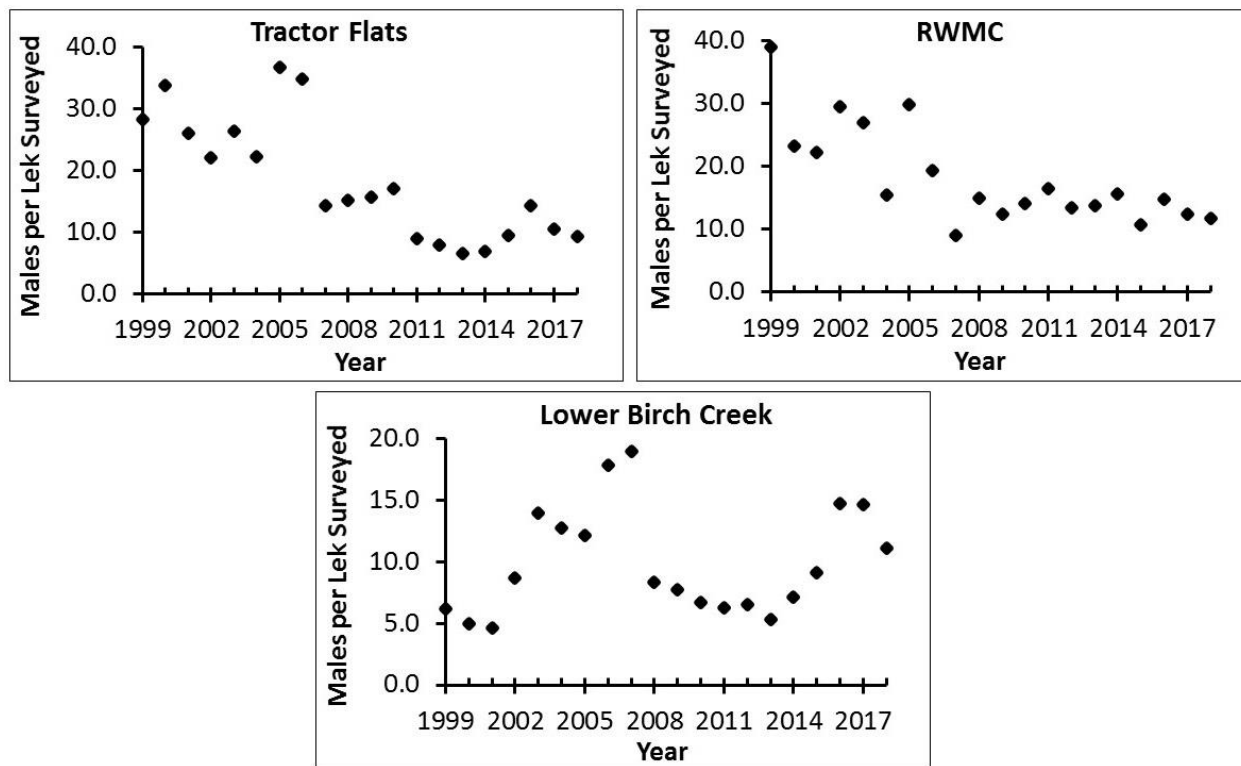 Tractor Flats
Males per Lek Surveyed
40.0
30.0
20.0
10.0
0.0
1999 2002 2005 2008 2011 2014 2017
Year
RWMC
Males per Lek Surveyed
40.0
30.0
20.0
10.0
0.0
1999 2002 2005 2008 2011 2014 2017
Year
Lower Birch Creek
Males per Lek Surveyed
20.0
15.0
10.0
5.0
0.0
1999 2002 2005 2008 2011 2014 2017
Year